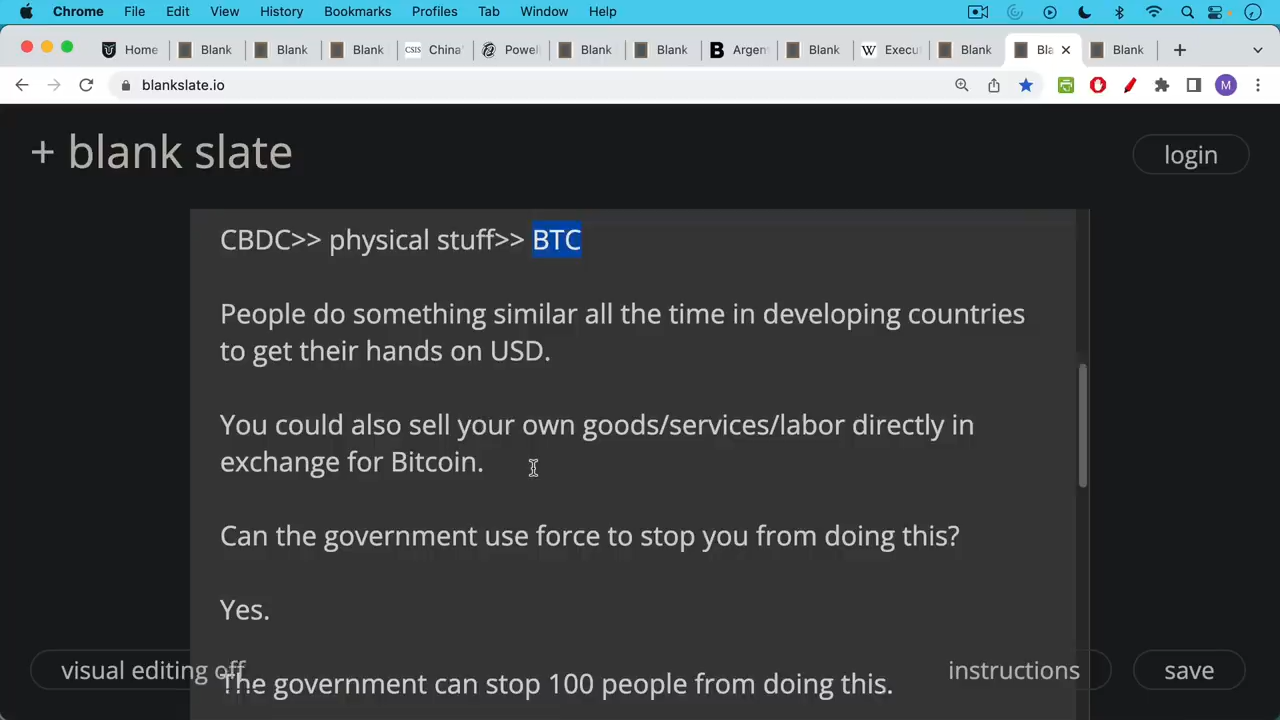 Chrome File Edit View History Bookmarks Profiles Tab Window Help
Home Blank Blank Blank CSIS China' Powel Blank Blank B Argen Blank W Execu Blank Bla Blank
blankslate.io M
+ blank slate
login
CBDC>> physical stuff>> BTC
People do something similar all the time in developing countries
to get their hands on USD.
You could also sell your own goods/services/labor directly in
exchange for Bitcoin.
Can the government use force to stop you from doing this?
Yes.
The government can stop 100 people from doing this.
visual editing off
instructions
save